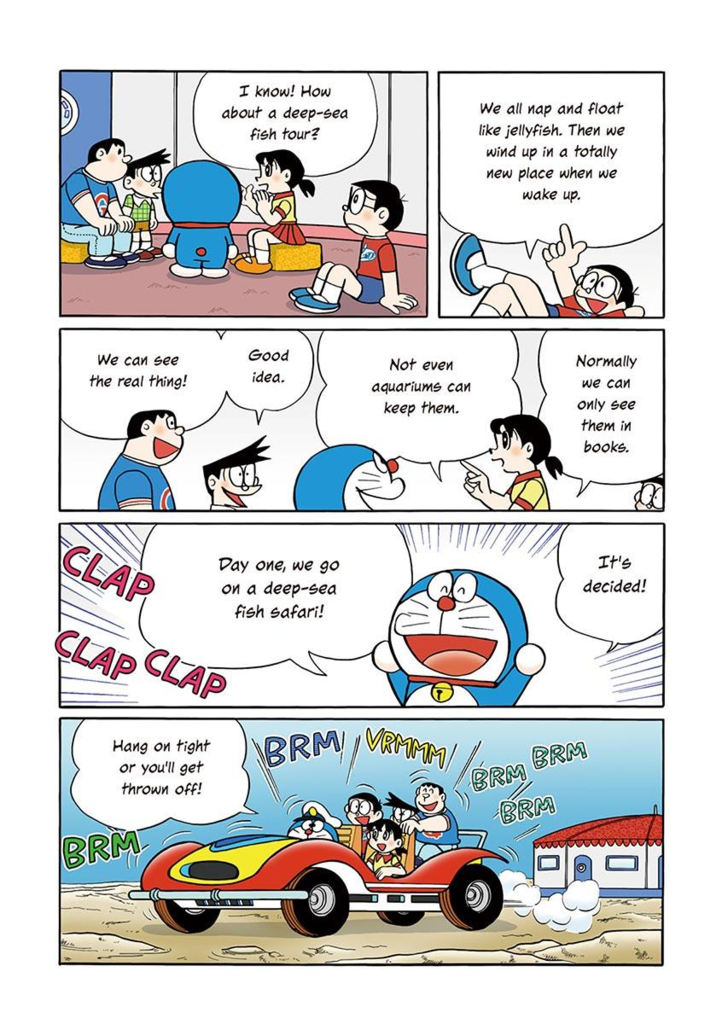 We all nap and float
like jellyfish. Then we
wind up in a totally
new place when we
wake up.
I know! How
about a deep-sea
fish tour?
Normally
we can
only see
them in
books.
Not even
aquariums can
keep them.
Good
idea.
We can see
the real thing!
It's
decided!
Day one, we go
on a deep-sea
fish safari!
CLAP
CLAP
CLAP
BRM
BRM
BRM
VRMMM
BRM
Hang on tight
or you'll get
thrown off!
BRM